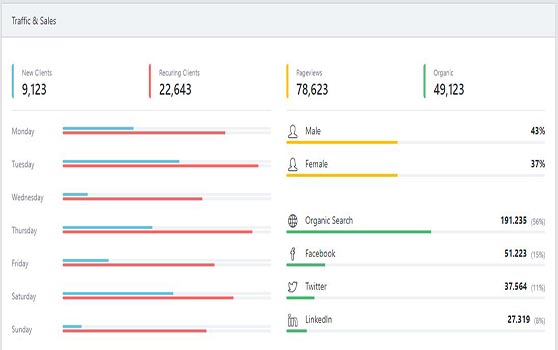 Traffic & Sales
New Clients
9,123
Recuring Clients
22,643
Pageviews
78,623
Organic
49,123
Monday
Tuesday
Wednesday
Thursday
Friday
Saturday
Sunday
Male 43%
Female 37%
Organic Search 191.235 (56%)
Facebook 51.223 (15%)
Twitter 37.564 (11%)
LinkedIn 27.319 (8%)